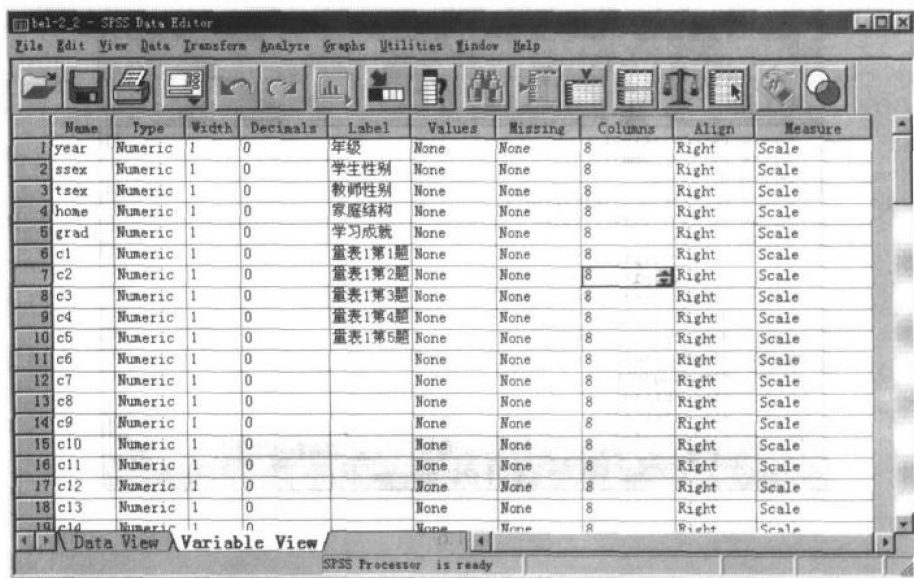 bel-2_2 - SPSS Data Editor
File Edit View Data Transform Analyze Graphs Utilities Window Help
Name Type Width Decimals Label Values Missing Columns Align Measure
1 year Numeric 1 0 年级 None None 8 Right Scale
2 ssex Numeric 1 0 学生性别 None None 8 Right Scale
3 tsex Numeric 1 0 教师性别 None None 8 Right Scale
4 home Numeric 1 0 家庭结构 None None 8 Right Scale
5 grad Numeric 1 0 学习成就 None None 8 Right Scale
6 c1 Numeric 1 0 量表1第1题 None None 8 Right Scale
7 c2 Numeric 1 0 量表1第2题 None None 8 Right Scale
8 c3 Numeric 1 0 量表1第3题 None None 8 Right Scale
9 c4 Numeric 1 0 量表1第4题 None None 8 Right Scale
10 c5 Numeric 1 0 量表1第5题 None None 8 Right Scale
11 c6 Numeric 1 0 None None 8 Right Scale
12 c7 Numeric 1 0 None None 8 Right Scale
13 c8 Numeric 1 0 None None 8 Right Scale
14 c9 Numeric 1 0 None None 8 Right Scale
15 c10 Numeric 1 0 None None 8 Right Scale
16 c11 Numeric 1 0 None None 8 Right Scale
17 c12 Numeric 1 0 None None 8 Right Scale
18 c13 Numeric 1 0 None None 8 Right Scale
19 c14 Numeric 1 0 None None 8 Right Scale
Data View Variable View
SPSS Processor is ready